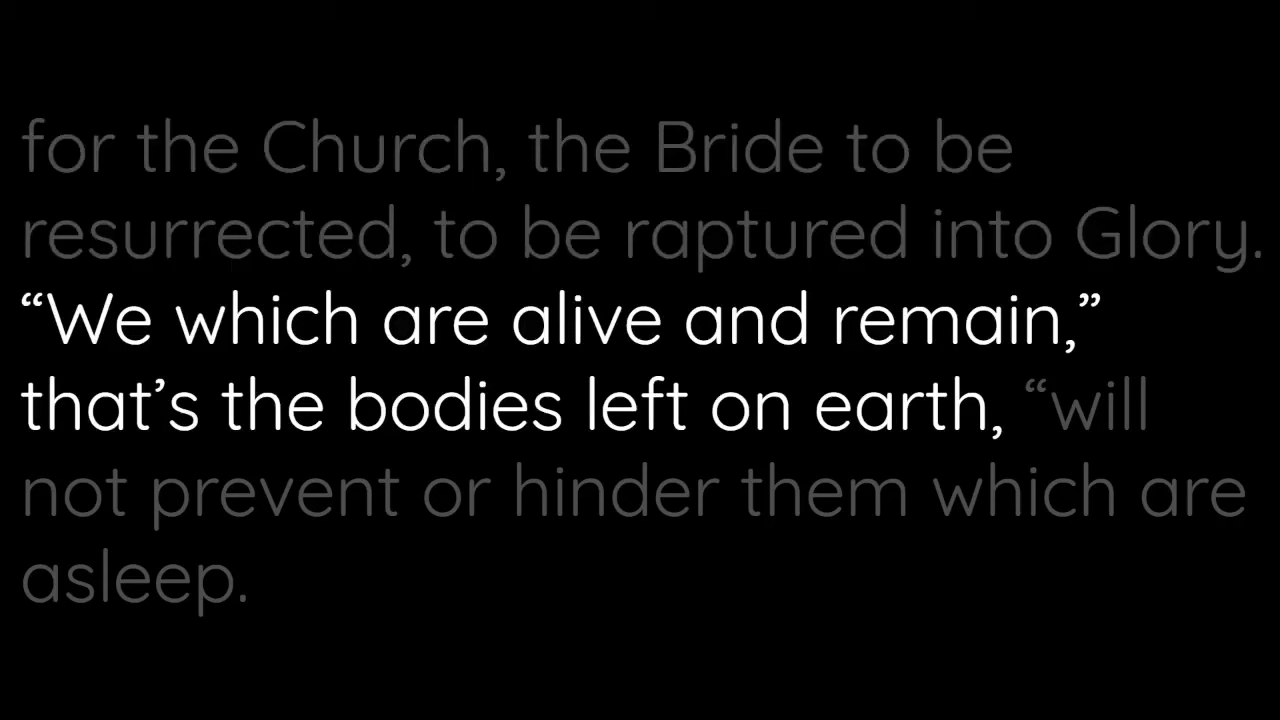 for the Church, the Bride to be
resurrected, to be raptured into Glory.
“We which are alive and remain,”
that’s the bodies left on earth, “will
not prevent or hinder them which are
asleep.